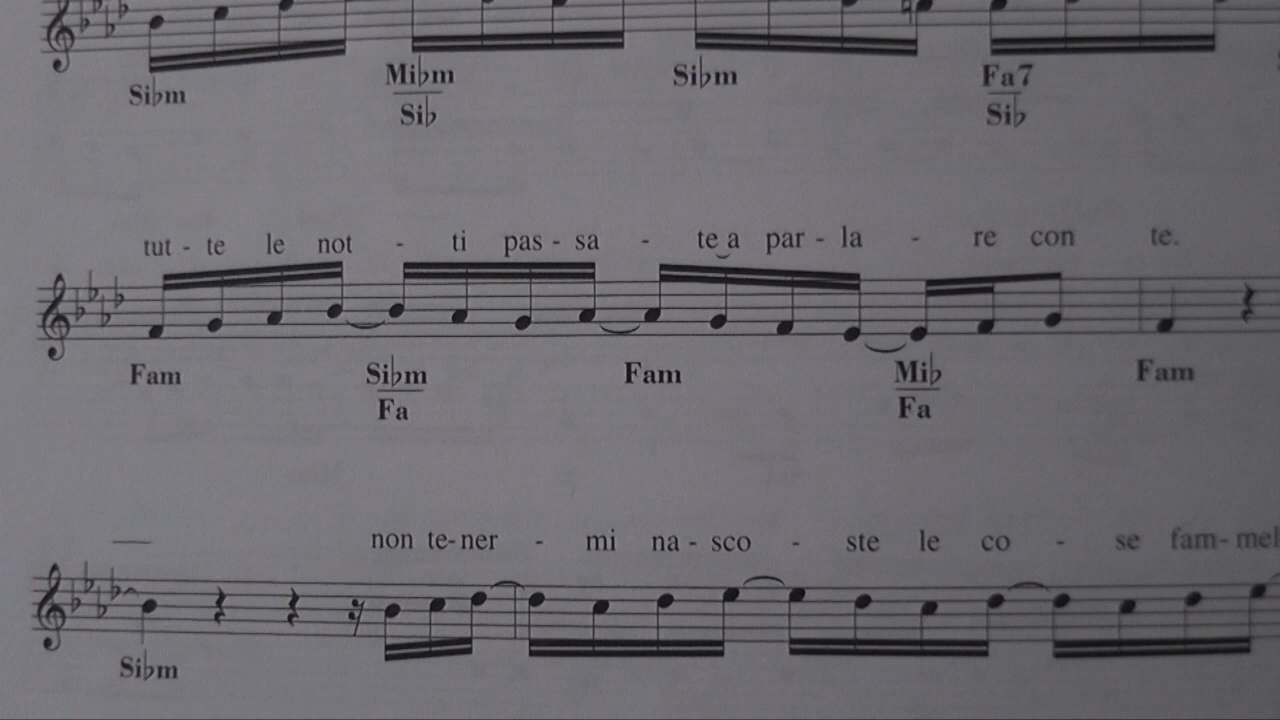 Si♭m Mi♭m Si♭m Fa7
Si♭ Si♭
tut - te le not - ti pas - sa - te a par - la - re con te.
Fam Si♭m Fam Mi♭ Fam
Fa Fa
non te - ner - mi na - sco - ste le co - se fam - mel
Si♭m